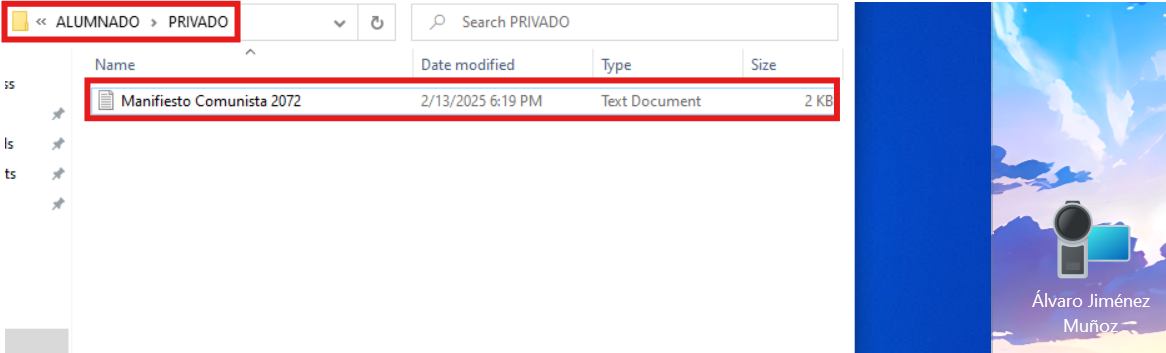 « ALUMNADO > PRIVADO
Search PRIVADO
Name Date modified Type Size
ss
Manifiesto Comunista 2072 2/13/2025 6:19 PM Text Document 2 KB
ls
ts
Álvaro Jiménez
Muñoz